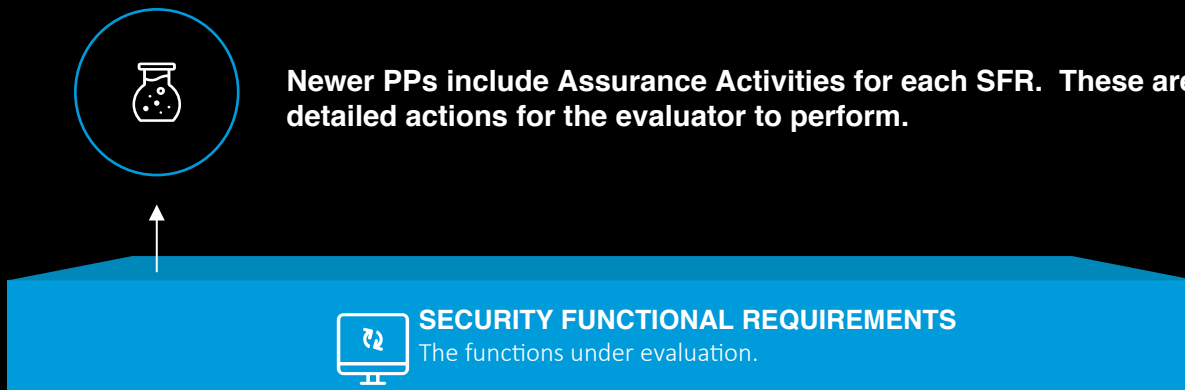 Newer PPs include Assurance Activities for each SFR.  These are
detailed actions for the evaluator to perform.
SECURITY FUNCTIONAL REQUIREMENTS
The functions under evaluation.